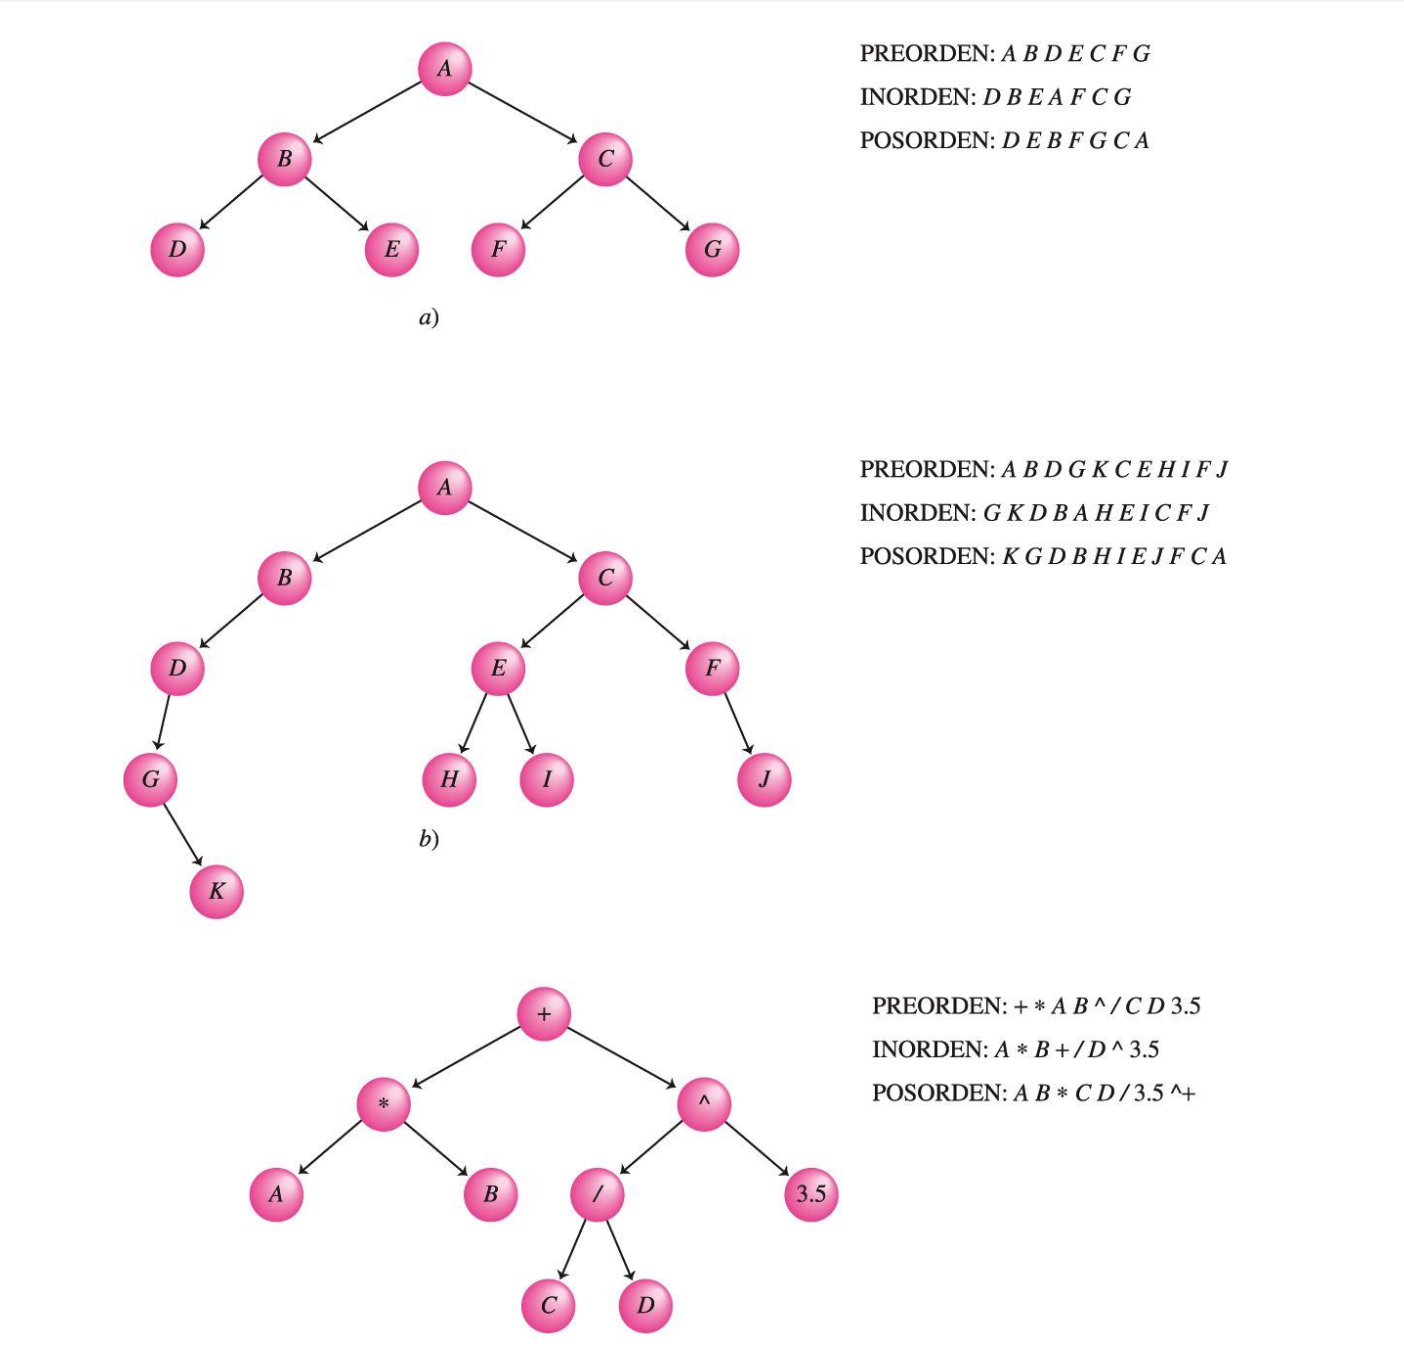 A
B C
D E F G
a)
PREORDEN: A B D E C F G
INORDEN: D B E A F C G
POSORDEN: D E B F G C A
A
B C
D E F
G H I J
K
b)
PREORDEN: A B D G K C E H I F J
INORDEN: G K D B A H E I C F J
POSORDEN: K G D B H I E J F C A
+
* ^
A B / 3.5
C D
PREORDEN: + * A B ^ / C D 3.5
INORDEN: A * B + / D ^ 3.5
POSORDEN: A B * C D / 3.5 ^+